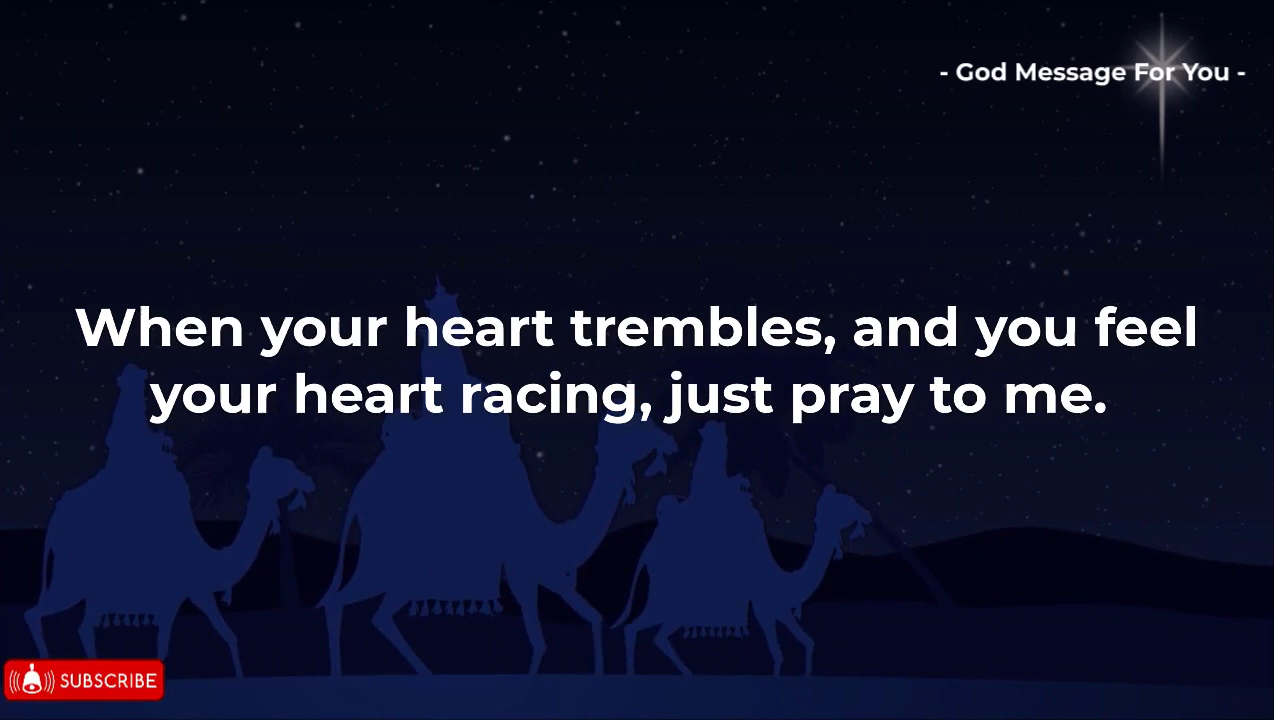 - God Message For You -
When your heart trembles, and you feel
your heart racing, just pray to me.
SUBSCRIBE